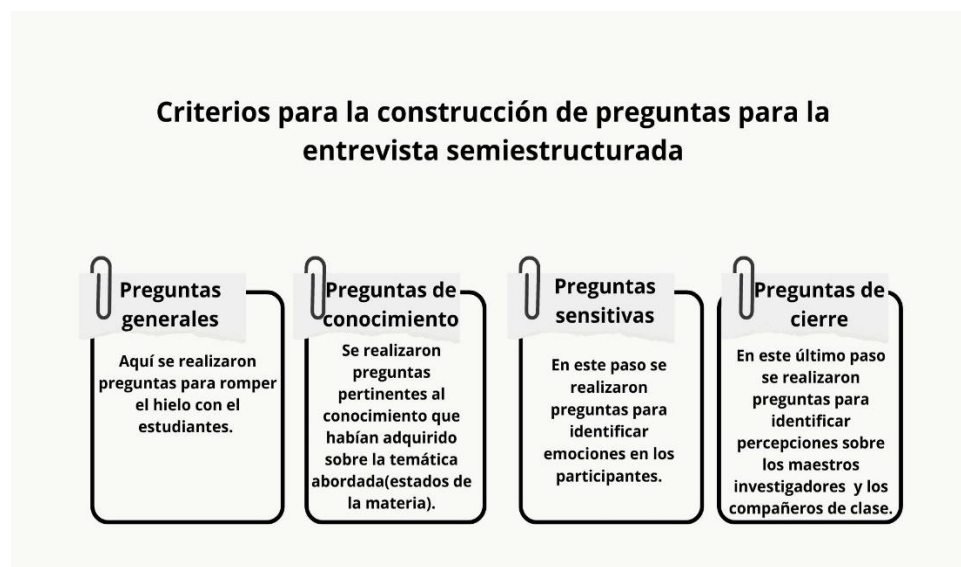 Criterios para la construcción de preguntas para la
entrevista semiestructurada
Preguntas
generales
Aquí se realizaron
preguntas para romper
el hielo con el
estudiantes.
Preguntas de
conocimiento
Se realizaron
preguntas
pertinentes al
conocimiento que
habían adquirido
sobre la temática
abordada(estados de
la materia).
Preguntas
sensitivas
En este paso se
realizaron
preguntas para
identificar
emociones en los
participantes.
Preguntas de
cierre
En este último paso
se realizaron
preguntas para
identificar
percepciones sobre
los maestros
investigadores y los
compañeros de clase.